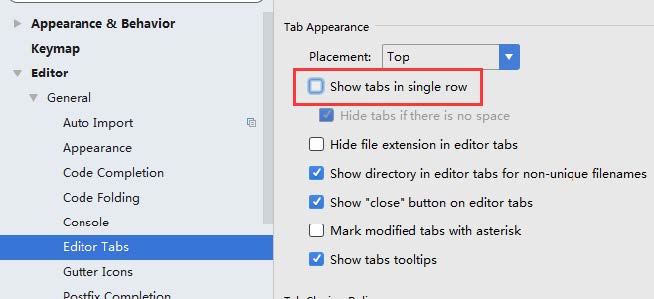 Appearance & Behavior
Keymap
Editor
General
Auto Import
Appearance
Code Completion
Code Folding
Console
Editor Tabs
Gutter Icons
Postfix Completion
Tab Appearance
Placement: Top
Show tabs in single row
Hide tabs if there is no space
Hide file extension in editor tabs
Show directory in editor tabs for non-unique filenames
Show "close" button on editor tabs
Mark modified tabs with asterisk
Show tabs tooltips